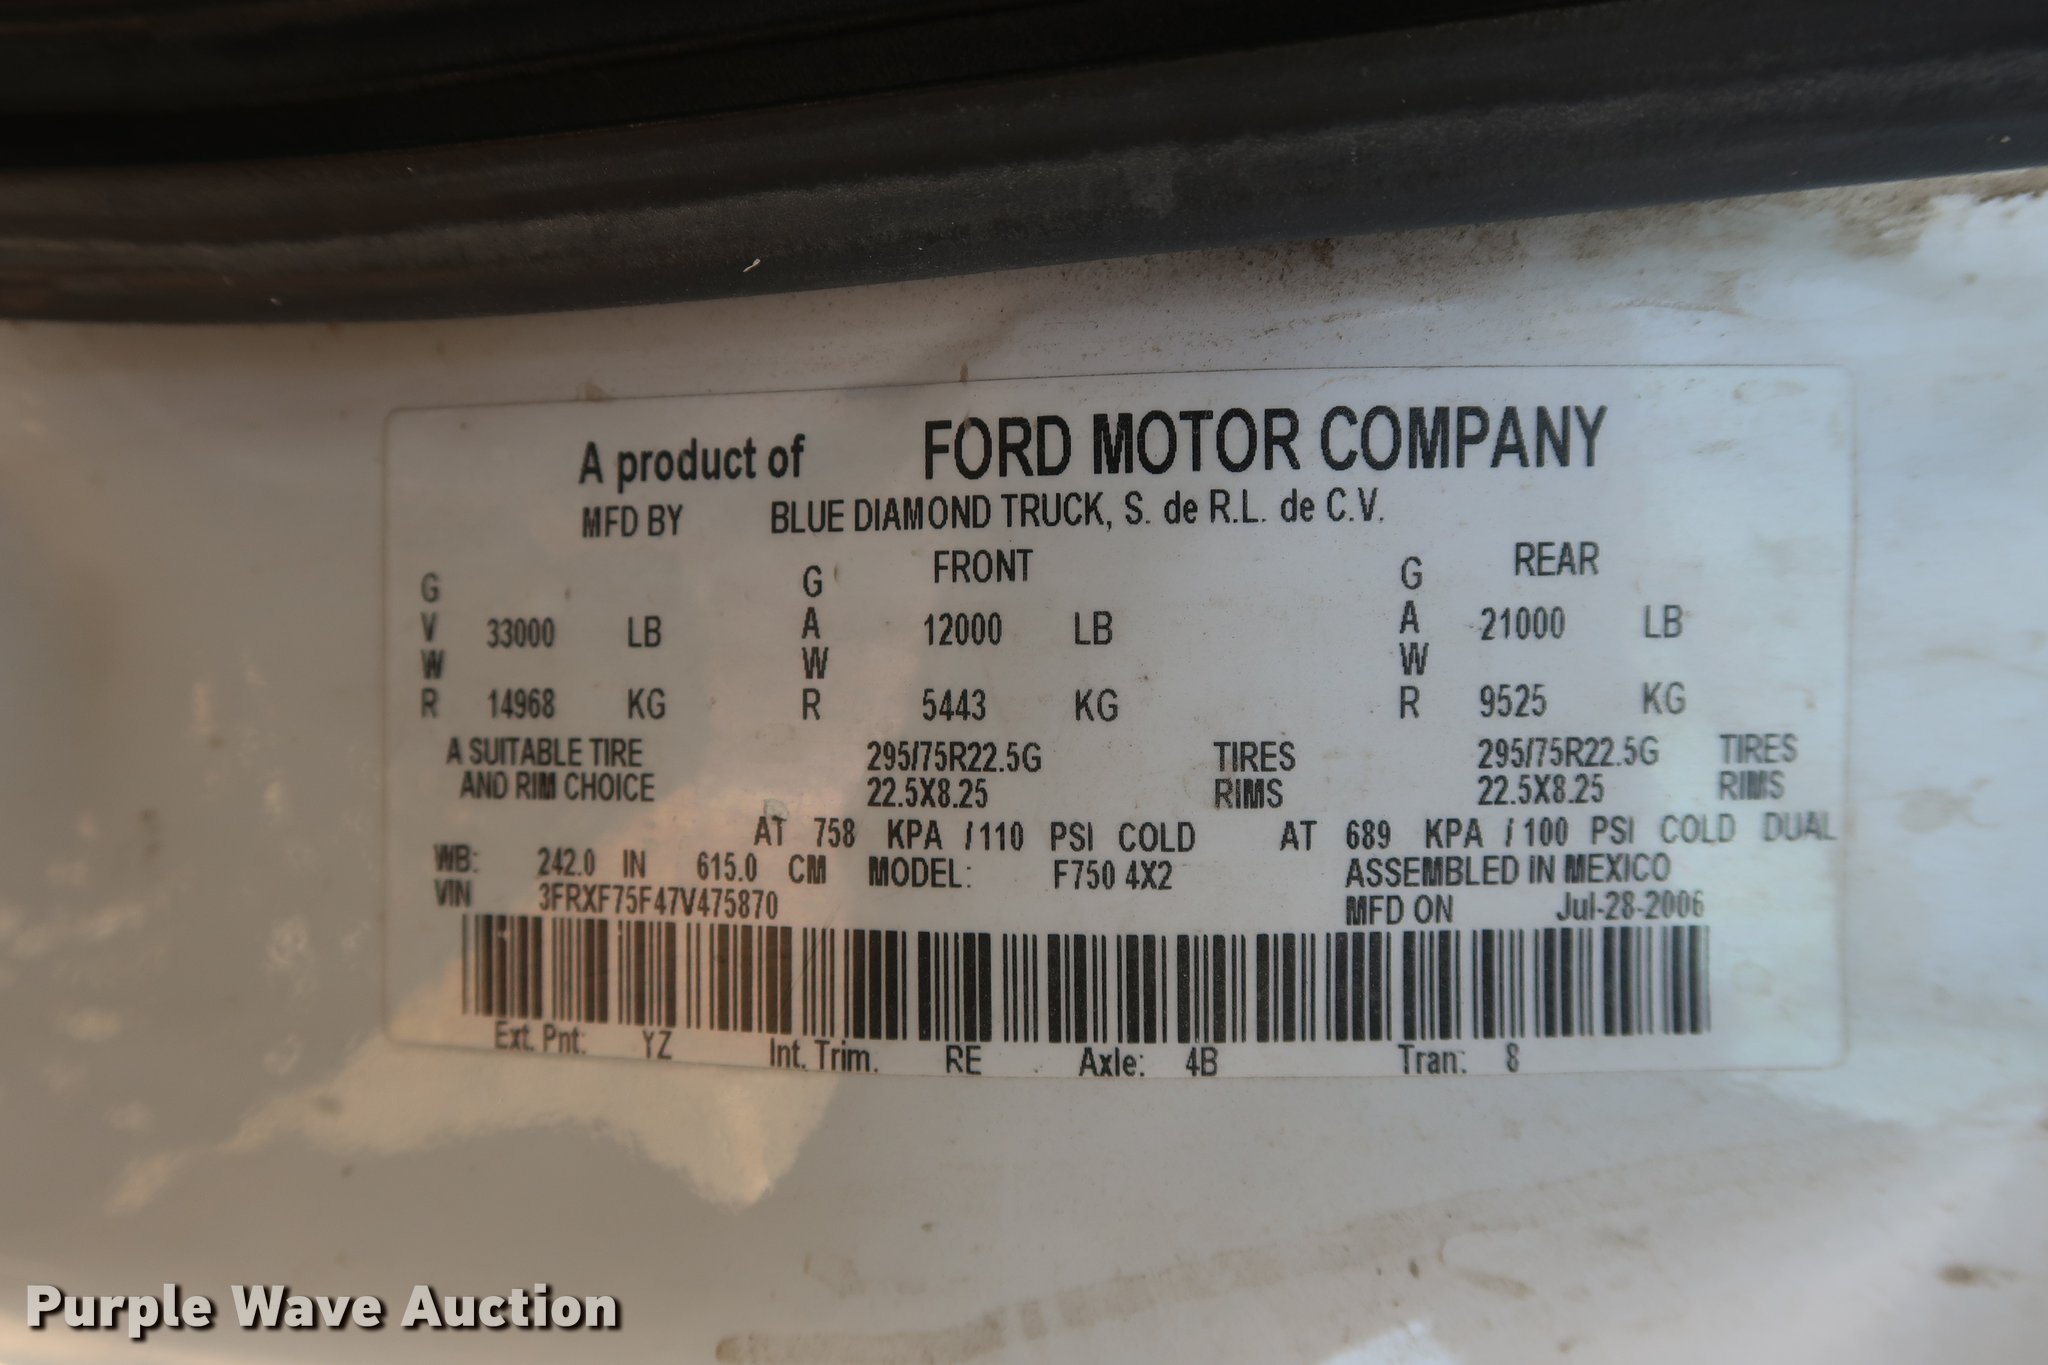 A product of FORD MOTOR COMPANY
MFD BY BLUE DIAMOND TRUCK, S. de R.L. de C.V.
FRONT REAR
GVWR 33000 LB GAWR 12000 LB GAWR 21000 LB
14968 KG 5443 KG 9525 KG
A SUITABLE TIRE 295/75R22.5G TIRES 295/75R22.5G TIRES
AND RIM CHOICE 22.5X8.25 RIMS 22.5X8.25 RIMS
AT 758 KPA / 110 PSI COLD AT 689 KPA / 100 PSI COLD DUAL
WB: 242.0 IN 615.0 CM MODEL: F750 4X2 ASSEMBLED IN MEXICO
VIN 3FRXF75F47V475870 MFD ON Jul-28-2006
Ext. Pnt: YZ Int. Trim. RE Axle: 4B Tran: 8
Purple Wave Auction